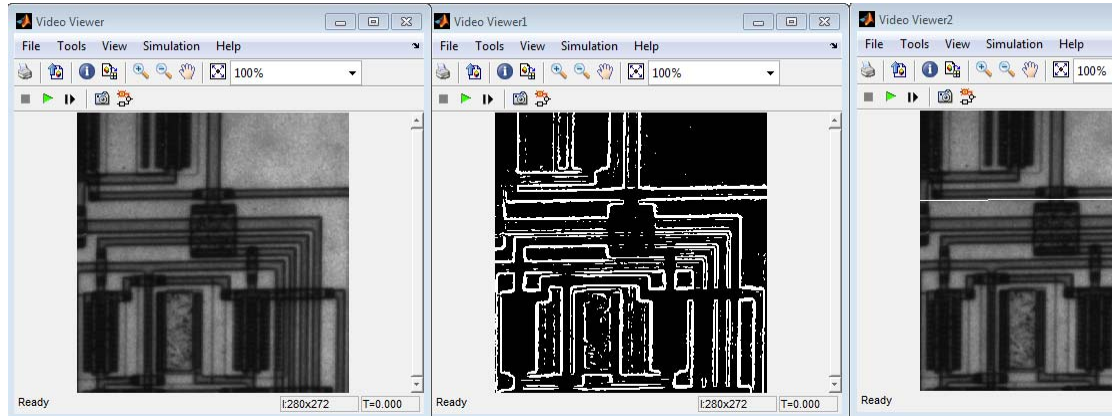 Video Viewer
File Tools View Simulation Help
100%
Ready I:280x272 T=0.000
Video Viewer1
File Tools View Simulation Help
100%
Ready I:280x272 T=0.000
Video Viewer2
File Tools View Simulation Help
100%
Ready